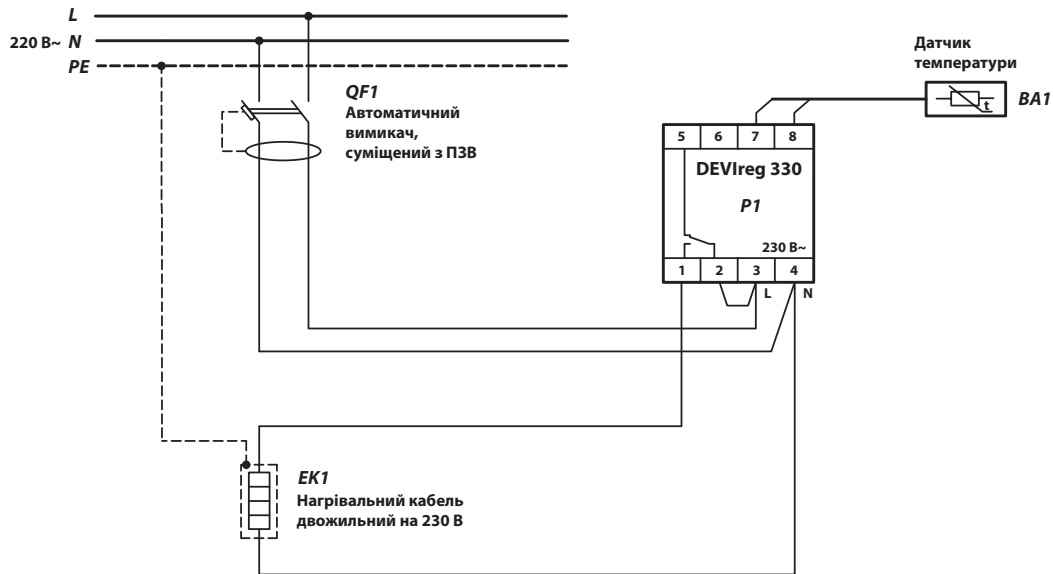 L
220 В~ N
PE
QF1
Автоматичний
вимикач,
суміщений з ПЗВ
Датчик
температури
t
BA1
5 6 7 8
DEVIreg 330
P1
230 В~
1 2 3 4
L N
EK1
Нагрівальний кабель
двожильний на 230 В